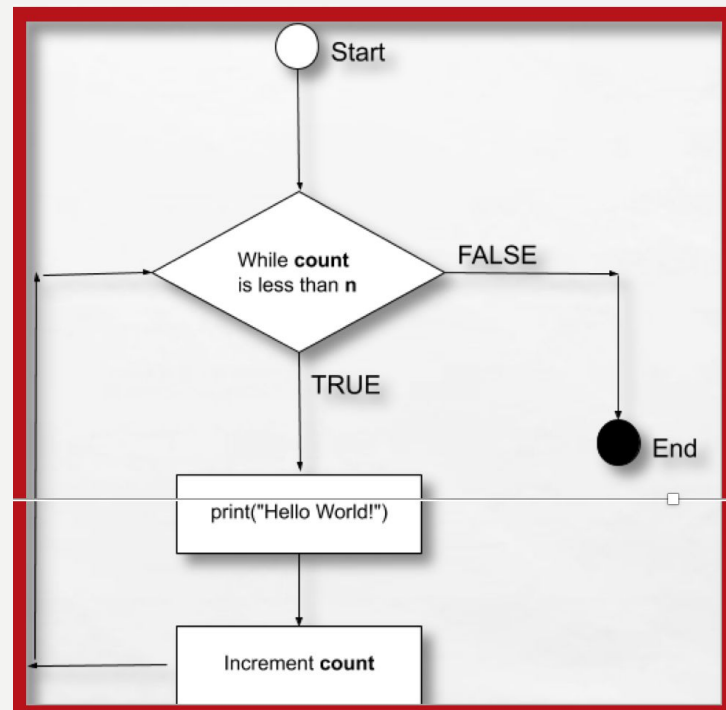 Start
While count
is less than n
FALSE
TRUE
End
print("Hello World!")
Increment count